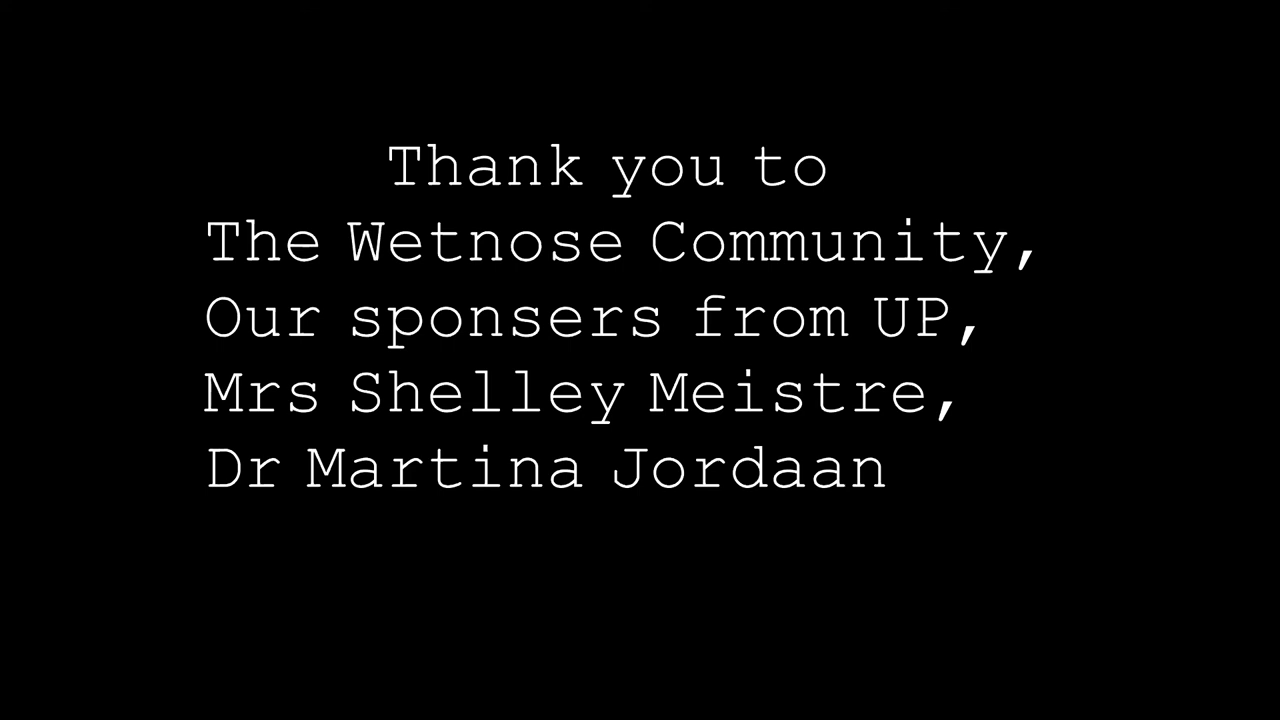 Thank you to
The Wetnose Community,
Our sponsers from UP,
Mrs Shelley Meistre,
Dr Martina Jordaan